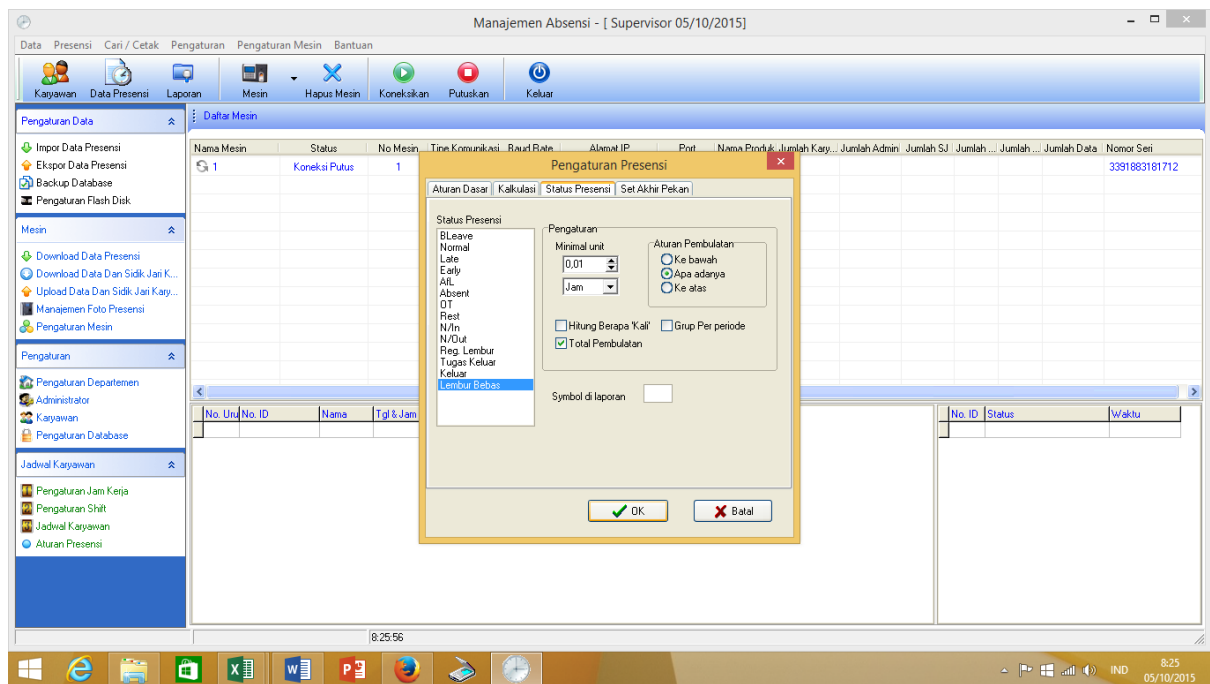 Manajemen Absensi - [ Supervisor 05/10/2015]
Data Presensi Cari / Cetak Pengaturan Pengaturan Mesin Bantuan
Karyawan Data Presensi Laporan Mesin Hapus Mesin Koneksikan Putuskan Keluar
Pengaturan Data
Impor Data Presensi
Ekspor Data Presensi
Backup Database
Pengaturan Flash Disk
Mesin
Download Data Presensi
Download Data Dan Sidik Jari K...
Upload Data Dan Sidik Jari Kary...
Manajemen Foto Presensi
Pengaturan Mesin
Pengaturan
Pengaturan Departemen
Administrator
Karyawan
Pengaturan Database
Jadwal Karyawan
Pengaturan Jam Kerja
Pengaturan Shift
Jadwal Karyawan
Aturan Presensi
Daftar Mesin
Nama Mesin Status No Mesin Tipe Komunikasi Baud Rate Alamat IP Port Nama Produk Jumlah Kary... Jumlah Admin Jumlah SJ Jumlah ... Jumlah ... Jumlah Data Nomor Seri
1 Koneksi Putus 1 3391883181712
Pengaturan Presensi
Aturan Dasar Kalkulasi Status Presensi Set Akhir Pekan
Status Presensi
BLeave
Normal
Late
Early
AfL
Absent
OT
Rest
N/In
N/Out
Reg. Lembur
Tugas Keluar
Keluar
Lembur Bebas
Pengaturan
Minimal unit
0,01
Jam
Aturan Pembulatan
Ke bawah
Apa adanya
Ke atas
Hitung Berapa 'Kali' Grup Per periode
Total Pembulatan
Symbol di laporan
OK Batal
No. Uru No. ID Nama Tgl & Jam
No. ID Status Waktu
8:25:56
IND 8:25
05/10/2015